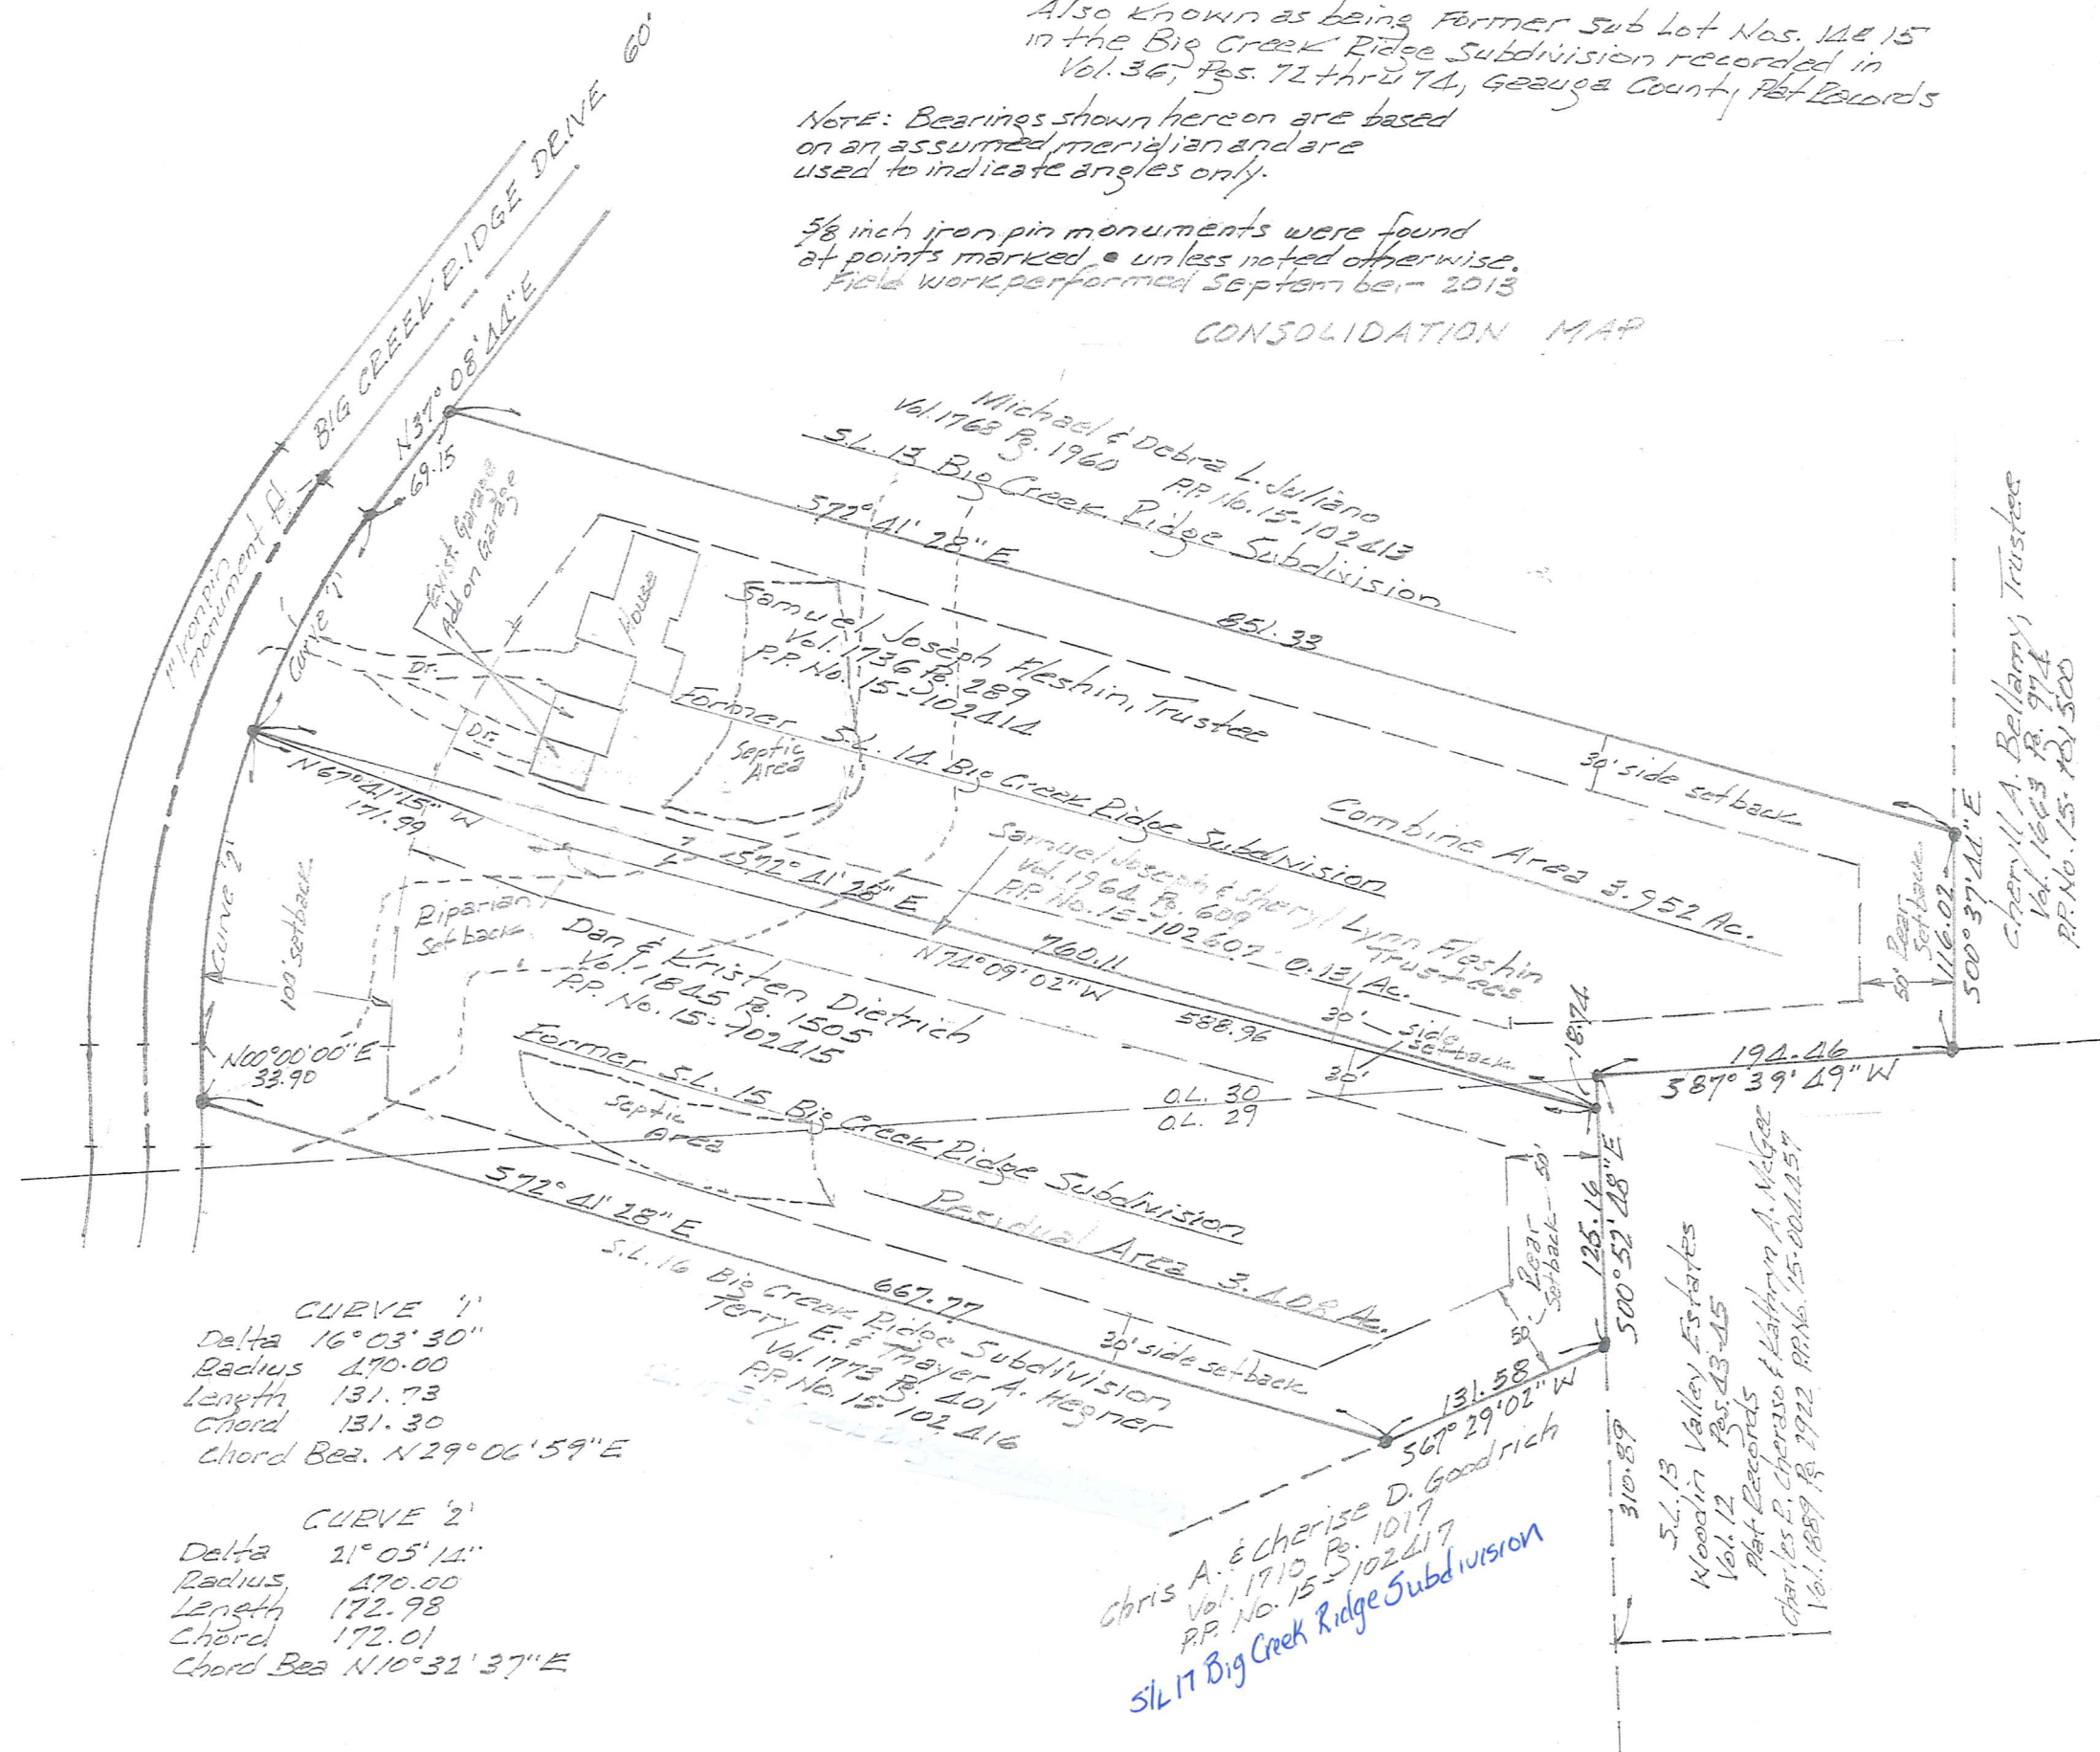 Also Known as being Former Sub Lot Nos. 14 & 15
in the Big Creek Ridge Subdivision recorded in
Vol. 36, Pgs. 72 thru 74, Geauga County Plat Records
NOTE: Bearings shown hereon are based
on an assumed meridian and are
used to indicate angles only.
5/8 inch iron pin monuments were found
at points marked • unless noted otherwise.
Field work performed September 2013
CONSOLIDATION MAP
BIG CREEK RIDGE DRIVE 60'
N37°08'44"E
69.15
1" Iron pin
monument fd.
Curve '1'
Exist. Garage
Add on Garage
House
Dr.
Dr.
Michael & Debra L. Juliano
Vol. 1768 Pg. 1960
P.P. No. 15-102413
S.L. 13 Big Creek Ridge Subdivision
S72°41'28"E
851.33
Samuel Joseph Fleshin, Trustee
Vol. 1736 Pg. 289
P.P. No. 15-102414
Former S.L. 14 Big Creek Ridge Subdivision
Septic
Area
30' side setback
Combine Area 3.952 Ac.
50' Rear
Setback
116.02
S00°37'44"E
Cheryll A. Bellamy, Trustee
Vol. 1663 Pg. 974
P.P. No. 15-101500
Samuel Joseph & Sheryl Lynn Fleshin
Trustees
Vol. 1964 Pg. 609
P.P. No. 15-102607 0.131 Ac.
N67°41'15"W
171.99
S72°41'28"E
760.11
N74°09'02"W
588.96
30' side
setback
30'
18.74
194.46
S87°39'49"W
Curve '2'
103' setback
Riparian
Setback
Dan & Kristen Dietrich
Vol. 1845 Pg. 1505
P.P. No. 15-102415
N00°00'00"E
33.90
Former S.L. 15 Big Creek Ridge Subdivision
Septic
Area
O.L. 30
O.L. 29
Residual Area 3.408 Ac.
S72°41'28"E
667.77
S.L. 16 Big Creek Ridge Subdivision
Terry E. & Thayer A. Hegner
Vol. 1773 Pg. 401
P.P. No. 15-102416
30' side setback
50'
Rear
Setback
50'
125.16
S00°52'48"E
131.58
S67°29'02"W
310.89
S.L. 13
Woodin Valley Estates
Vol. 12 Pgs. 43-45
Plat Records
Charles R. Cheraso & Kathryn A. McGee
Vol. 1889 Pg. 2922 P.P. No. 15-004457
Chris A. & Cherise D. Goodrich
Vol. 1710 Pg. 1017
P.P. No. 15-102417
S/L 17 Big Creek Ridge Subdivision
CURVE '1'
Delta 16°03'30"
Radius 470.00
Length 131.73
Chord 131.30
Chord Bea. N29°06'59"E
CURVE '2'
Delta 21°05'14"
Radius 470.00
Length 172.98
Chord 172.01
Chord Bea N10°32'37"E